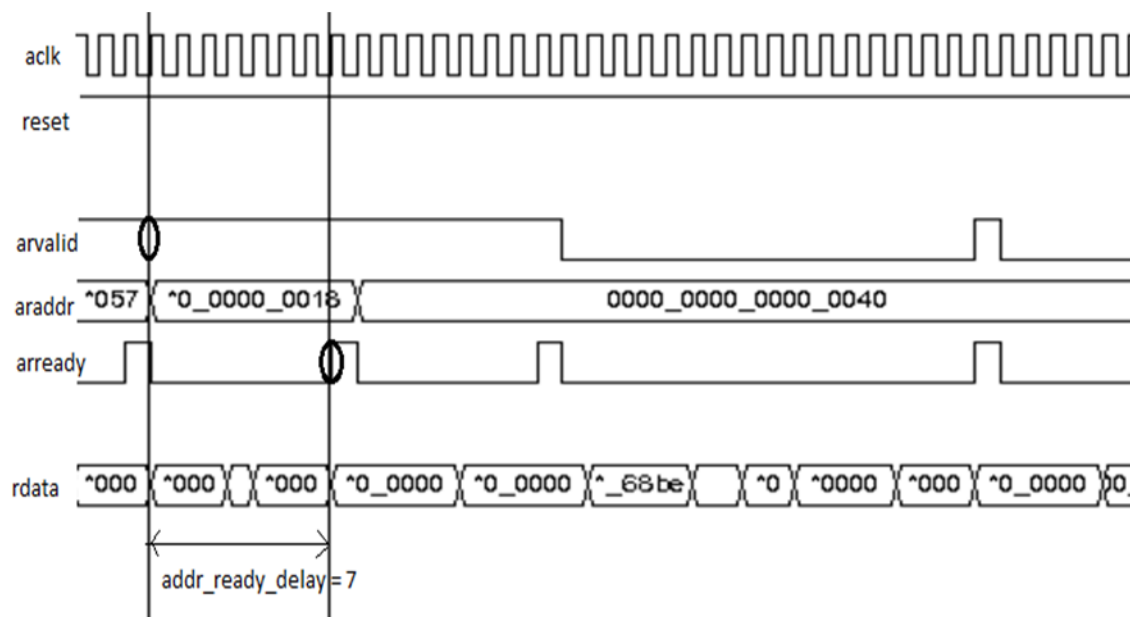 aclk
reset
arvalid
araddr ^057 ^0_0000_0018 0000_0000_0000_0040
arready
rdata ^000 ^000 ^000 ^0_0000 ^0_0000 ^_68be ^0 ^0000 ^000 ^0_0000
addr_ready_delay = 7